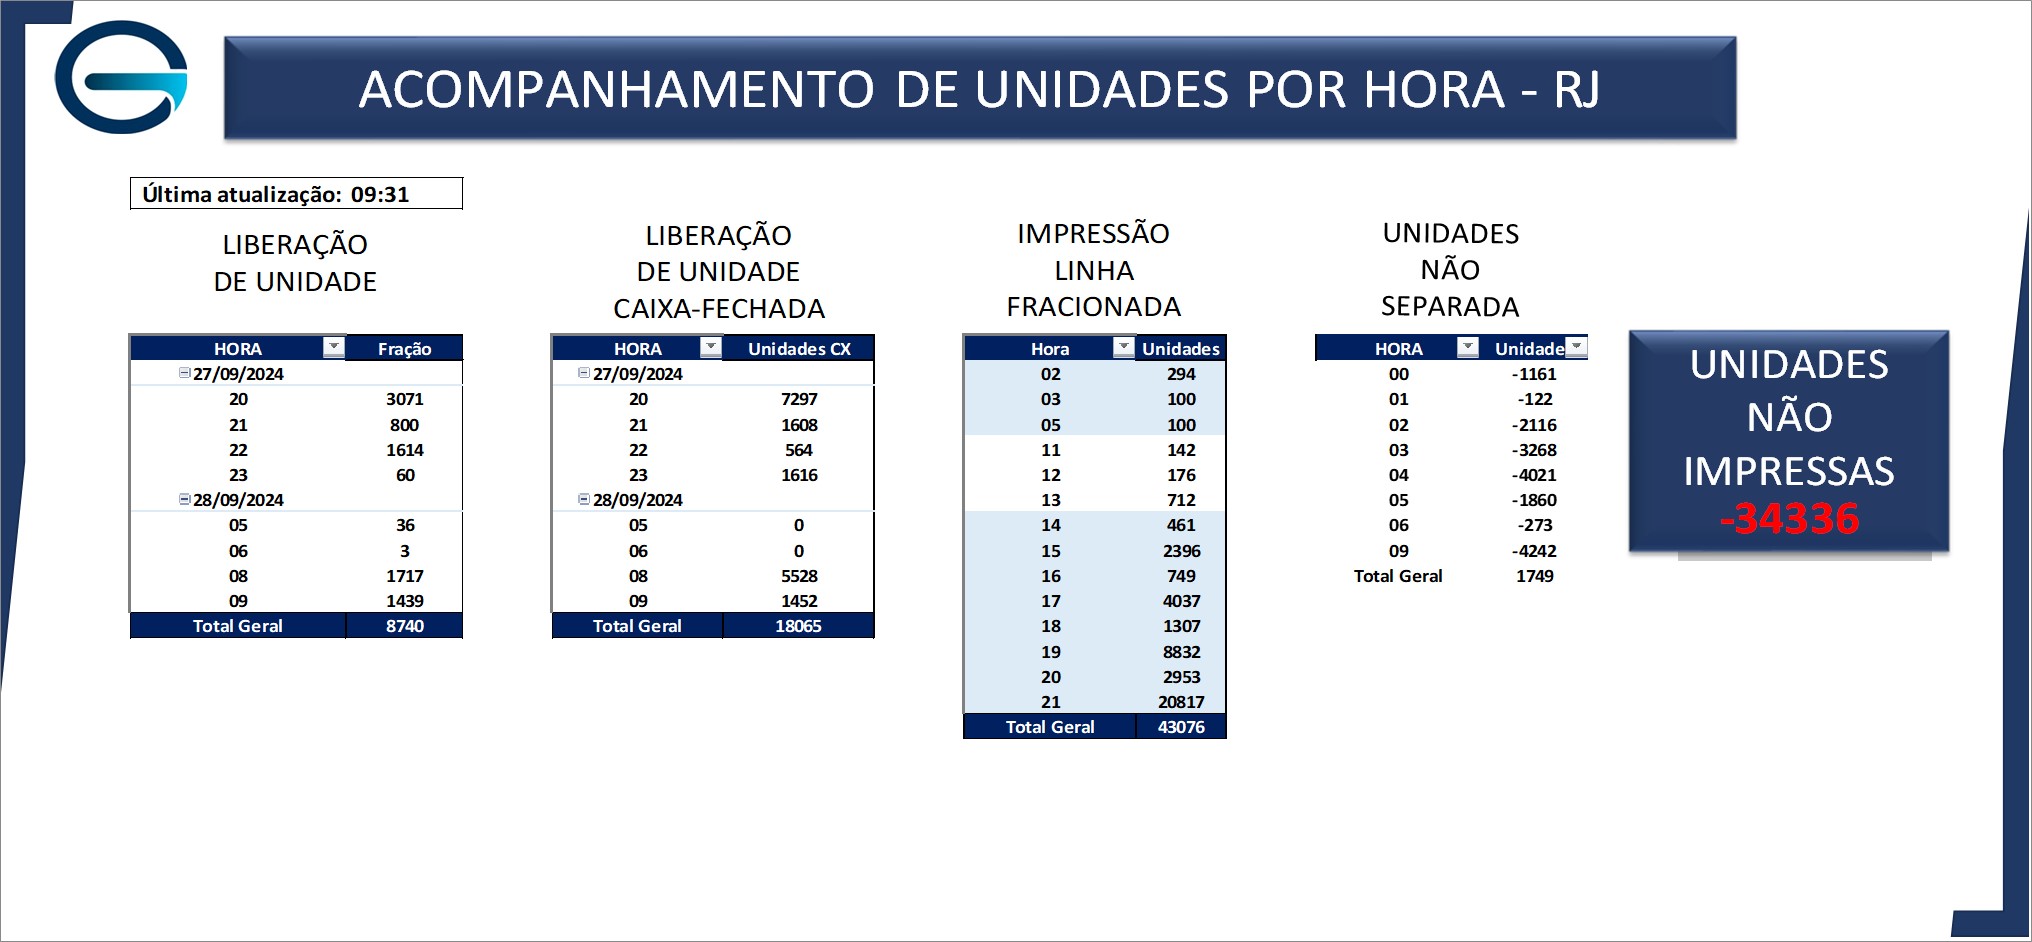 ACOMPANHAMENTO DE UNIDADES POR HORA - RJ
Última atualização: 09:31
LIBERAÇÃO
DE UNIDADE
HORA Fração
27/09/2024
20 3071
21 800
22 1614
23 60
28/09/2024
05 36
06 3
08 1717
09 1439
Total Geral 8740
LIBERAÇÃO
DE UNIDADE
CAIXA-FECHADA
HORA Unidades CX
27/09/2024
20 7297
21 1608
22 564
23 1616
28/09/2024
05 0
06 0
08 5528
09 1452
Total Geral 18065
IMPRESSÃO
LINHA
FRACIONADA
Hora Unidades
02 294
03 100
05 100
11 142
12 176
13 712
14 461
15 2396
16 749
17 4037
18 1307
19 8832
20 2953
21 20817
Total Geral 43076
UNIDADES
NÃO
SEPARADA
HORA Unidade
00 -1161
01 -122
02 -2116
03 -3268
04 -4021
05 -1860
06 -273
09 -4242
Total Geral 1749
UNIDADES
NÃO
IMPRESSAS
-34336